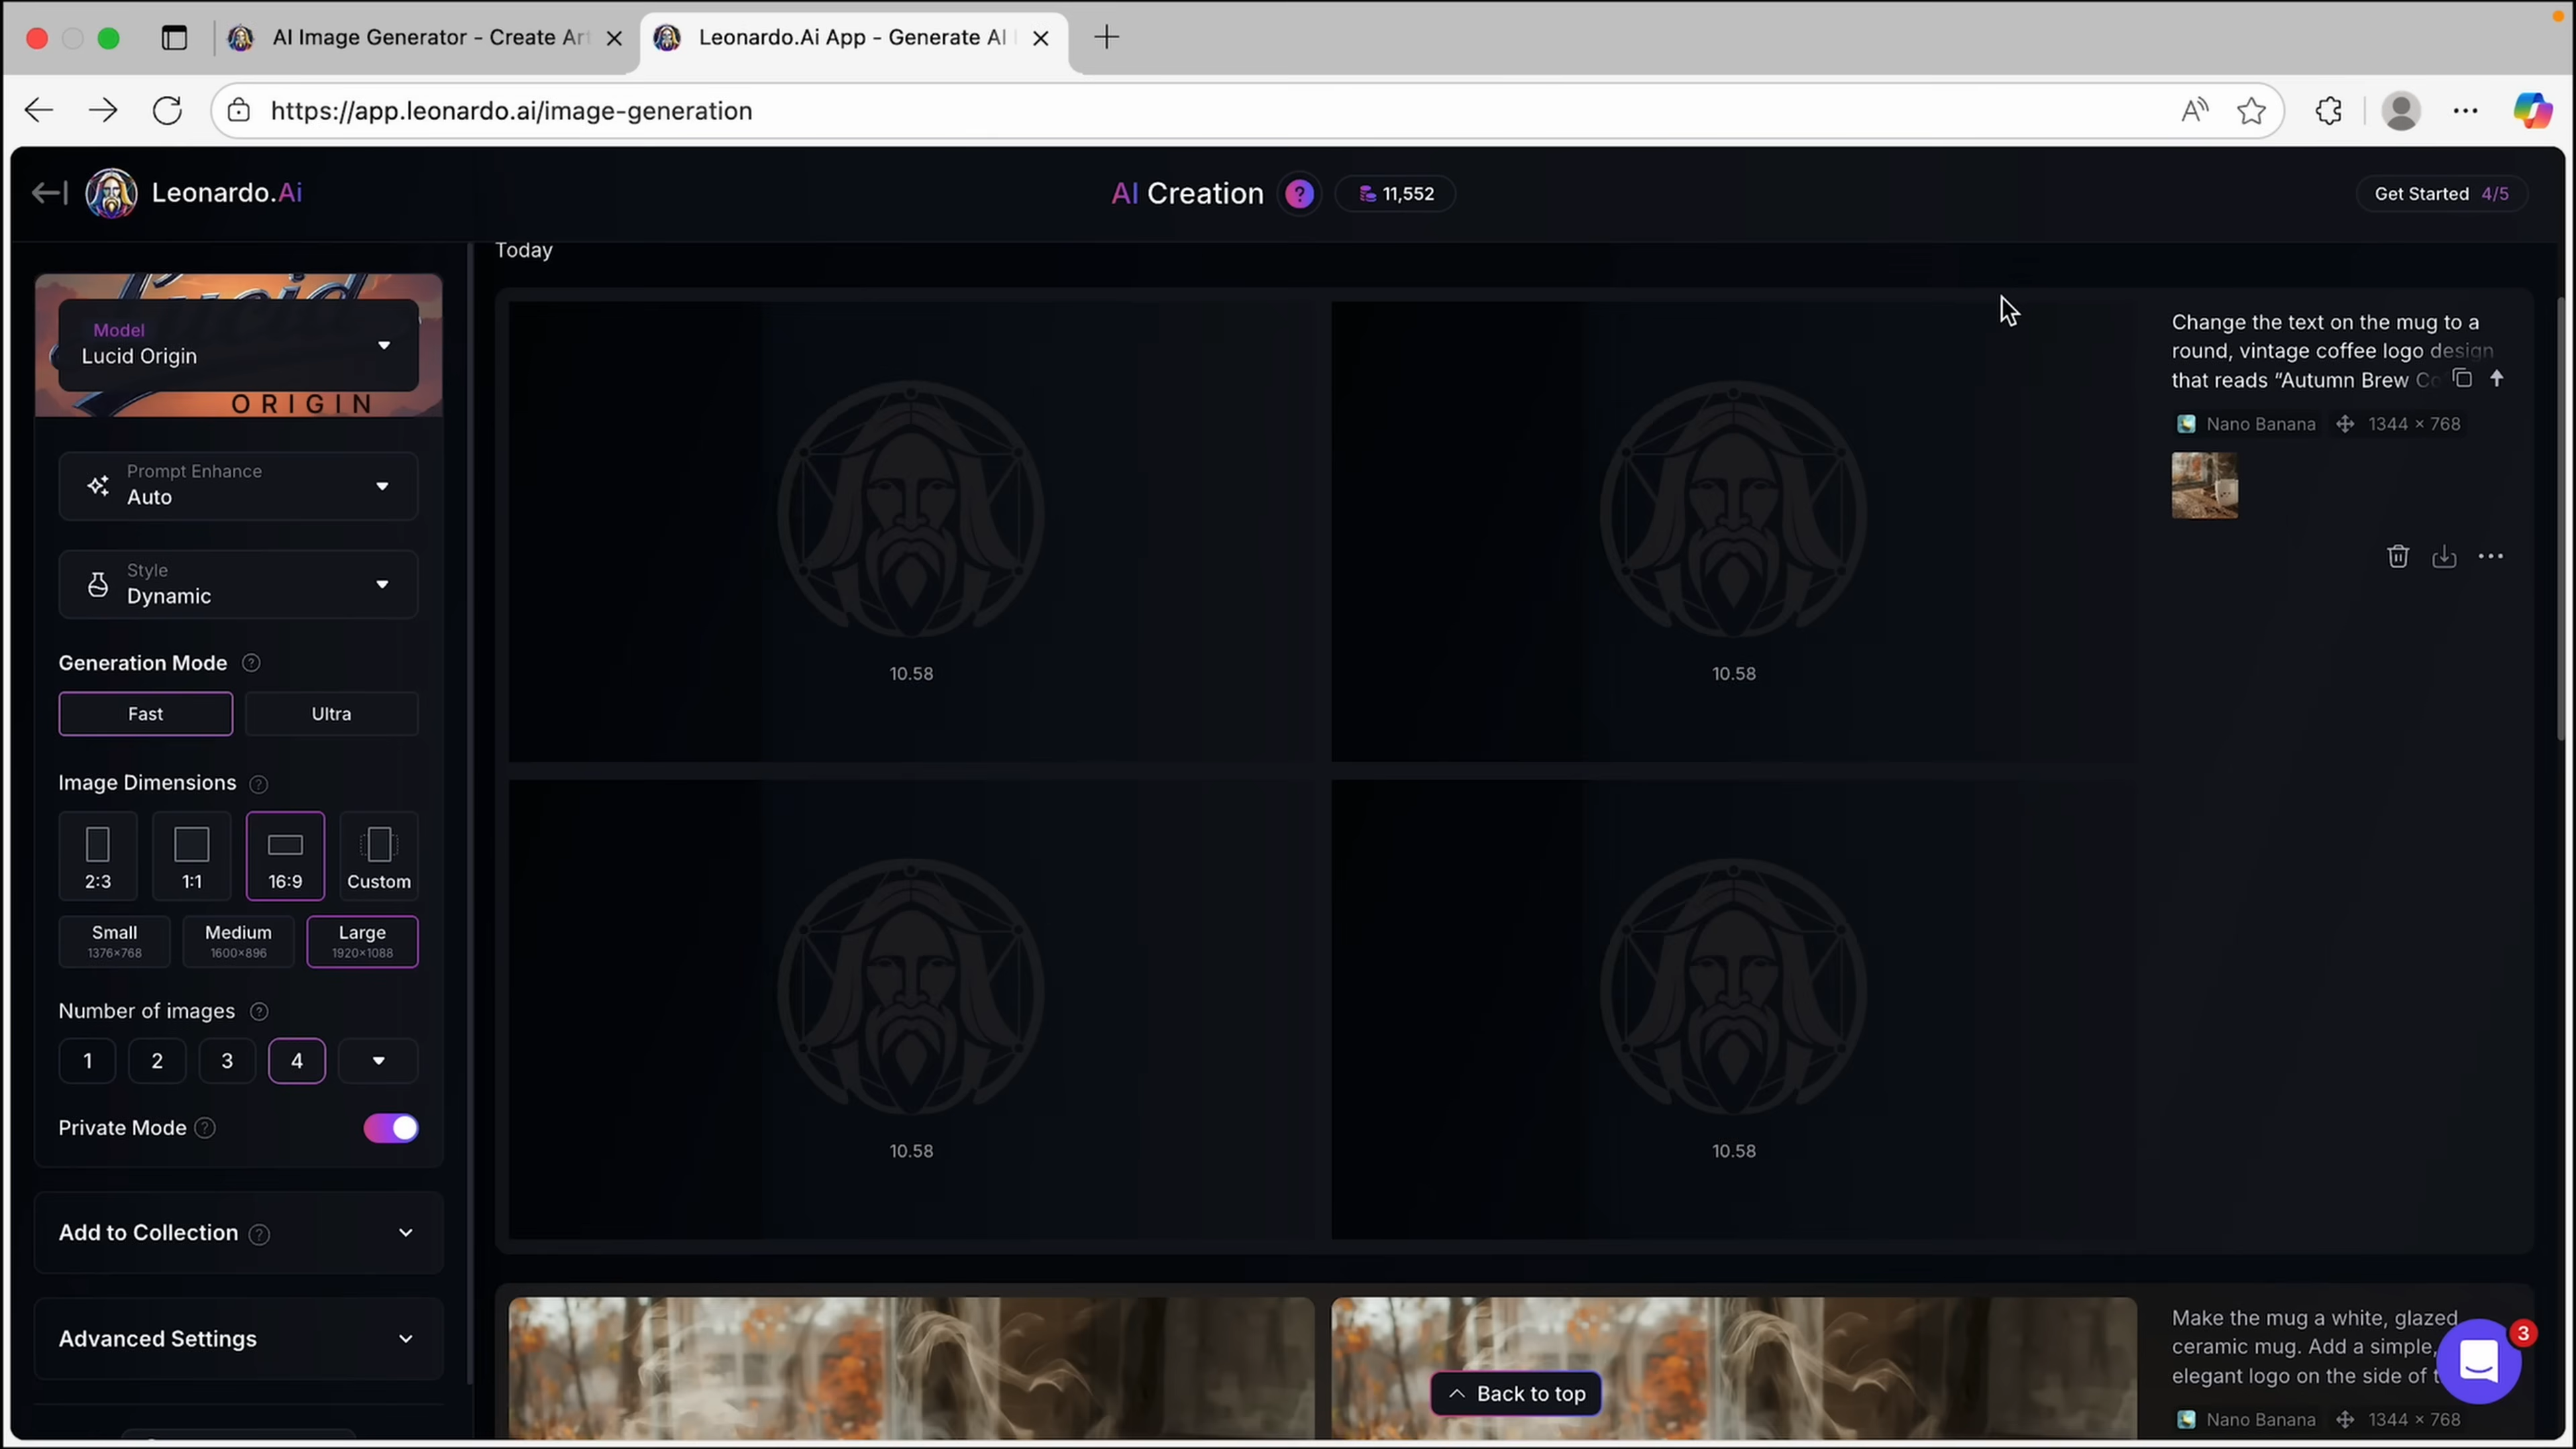 AI Image Generator - Create Art
Leonardo.Ai App - Generate AI
https://app.leonardo.ai/image-generation
Leonardo.Ai
AI Creation
11,552
Get Started 4/5
Today
Lucid
Model
Lucid Origin
ORIGIN
Prompt Enhance
Auto
Style
Dynamic
Generation Mode
Fast
Ultra
Image Dimensions
2:3
1:1
16:9
Custom
Small
1376×768
Medium
1600×896
Large
1920×1088
Number of images
1
2
3
4
Private Mode
Add to Collection
Advanced Settings
10.58
10.58
10.58
10.58
Change the text on the mug to a
round, vintage coffee logo design
that reads “Autumn Brew Co
Nano Banana
1344 × 768
Back to top
Make the mug a white, glazed
ceramic mug. Add a simple,
elegant logo on the side of
Nano Banana
1344 × 768
3